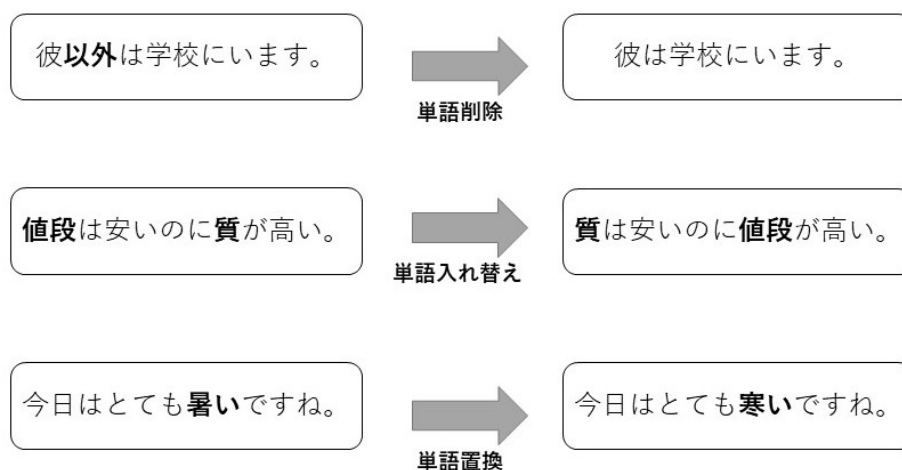 彼以外は学校にいます。
単語削除
彼は学校にいます。
値段は安いのに質が高い。
単語入れ替え
質は安いのに値段が高い。
今日はとても暑いですね。
単語置換
今日はとても寒いですね。